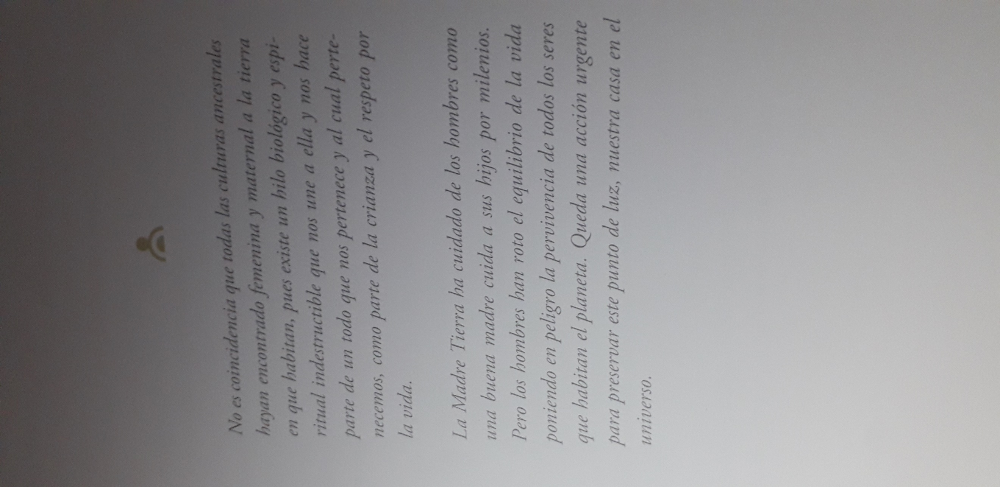 No es coincidencia que todas las culturas ancestrales
hayan encontrado femenina y maternal a la tierra
en que habitan, pues existe un hilo biológico y espi-
ritual indestructible que nos une a ella y nos hace
parte de un todo que nos pertenece y al cual perte-
necemos, como parte de la crianza y el respeto por
la vida.
La Madre Tierra ha cuidado de los hombres como
una buena madre cuida a sus hijos por milenios.
Pero los hombres han roto el equilibrio de la vida
poniendo en peligro la pervivencia de todos los seres
que habitan el planeta. Queda una acción urgente
para preservar este punto de luz, nuestra casa en el
universo.